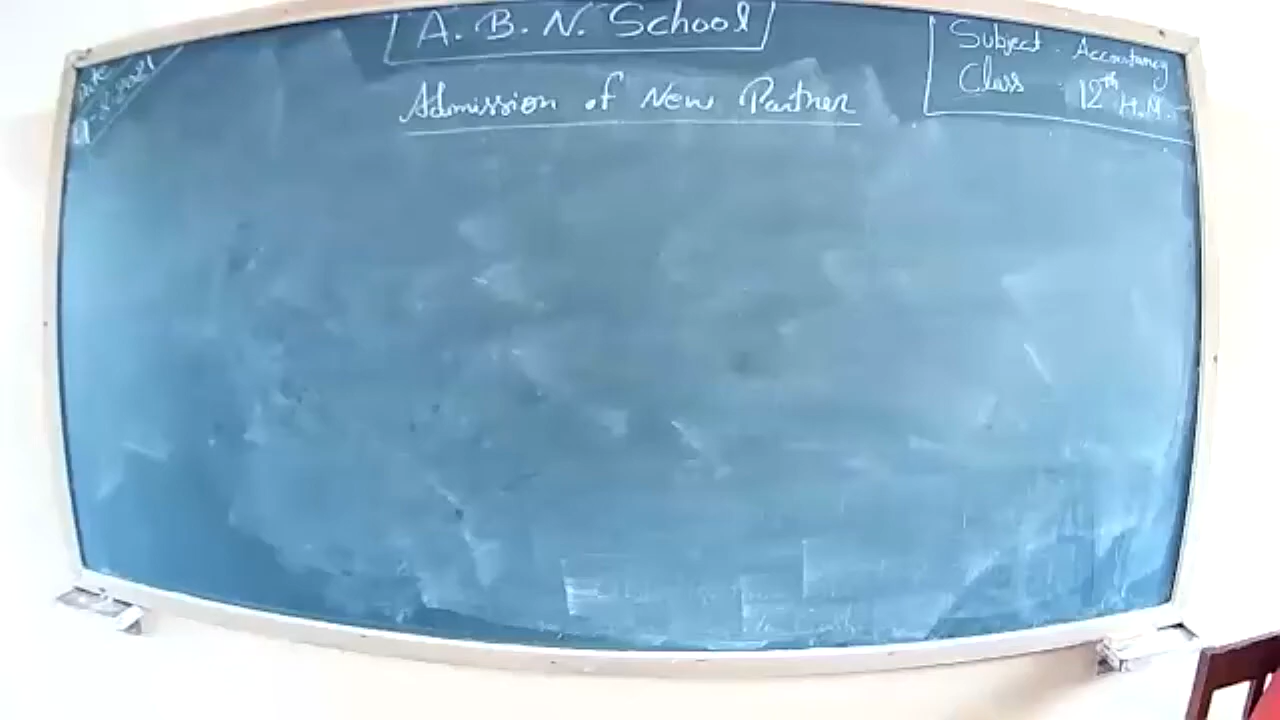 A. B. N. School
Date
Subject. Accountancy
Class 12th H.M.
Admission of New Partner